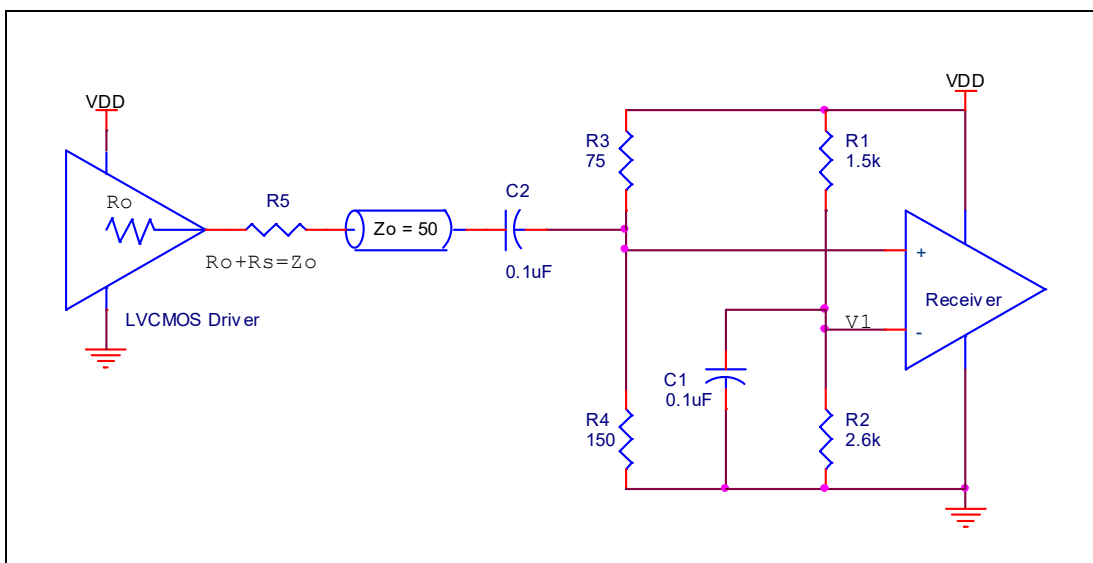 VDD
Ro
R5
Ro+Rs=Zo
LVCMOS Driver
Zo = 50
C2
0.1uF
R3
75
R4
150
VDD
R1
1.5k
V1
C1
0.1uF
R2
2.6k
+
-
Receiver